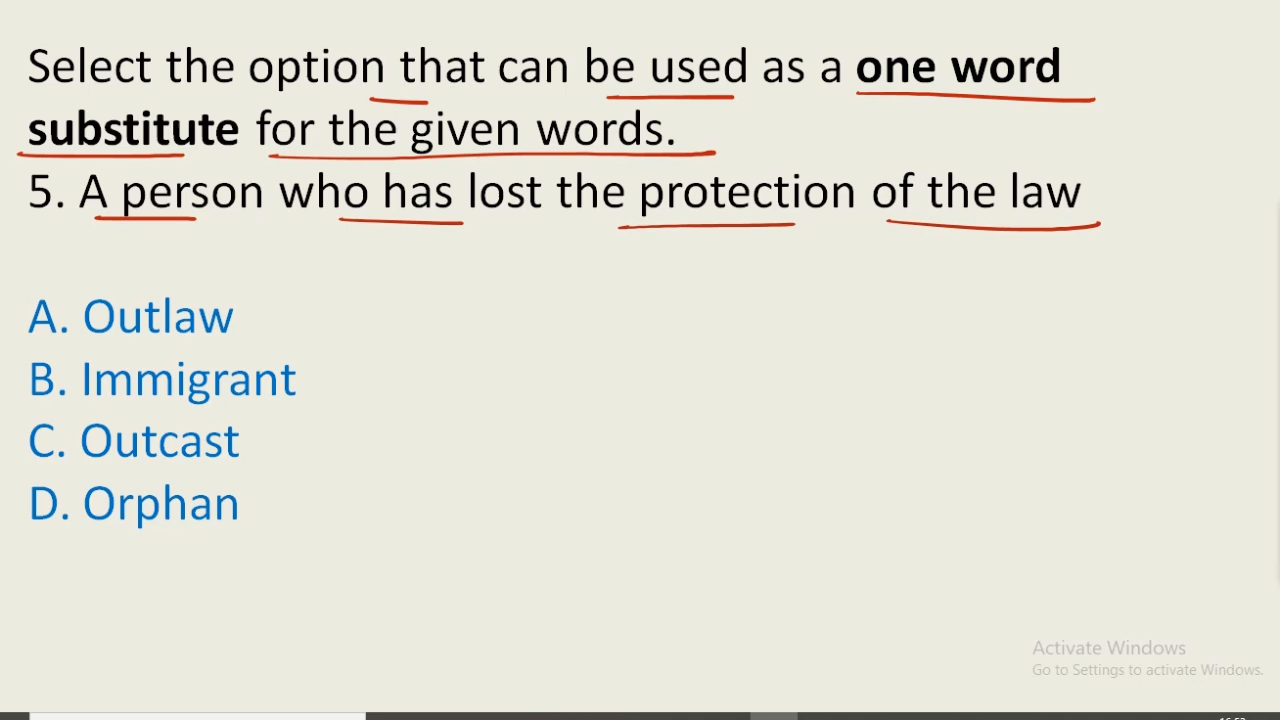 Select the option that can be used as a one word
substitute for the given words.
5. A person who has lost the protection of the law
A. Outlaw
B. Immigrant
C. Outcast
D. Orphan
Activate Windows
Go to Settings to activate Windows.